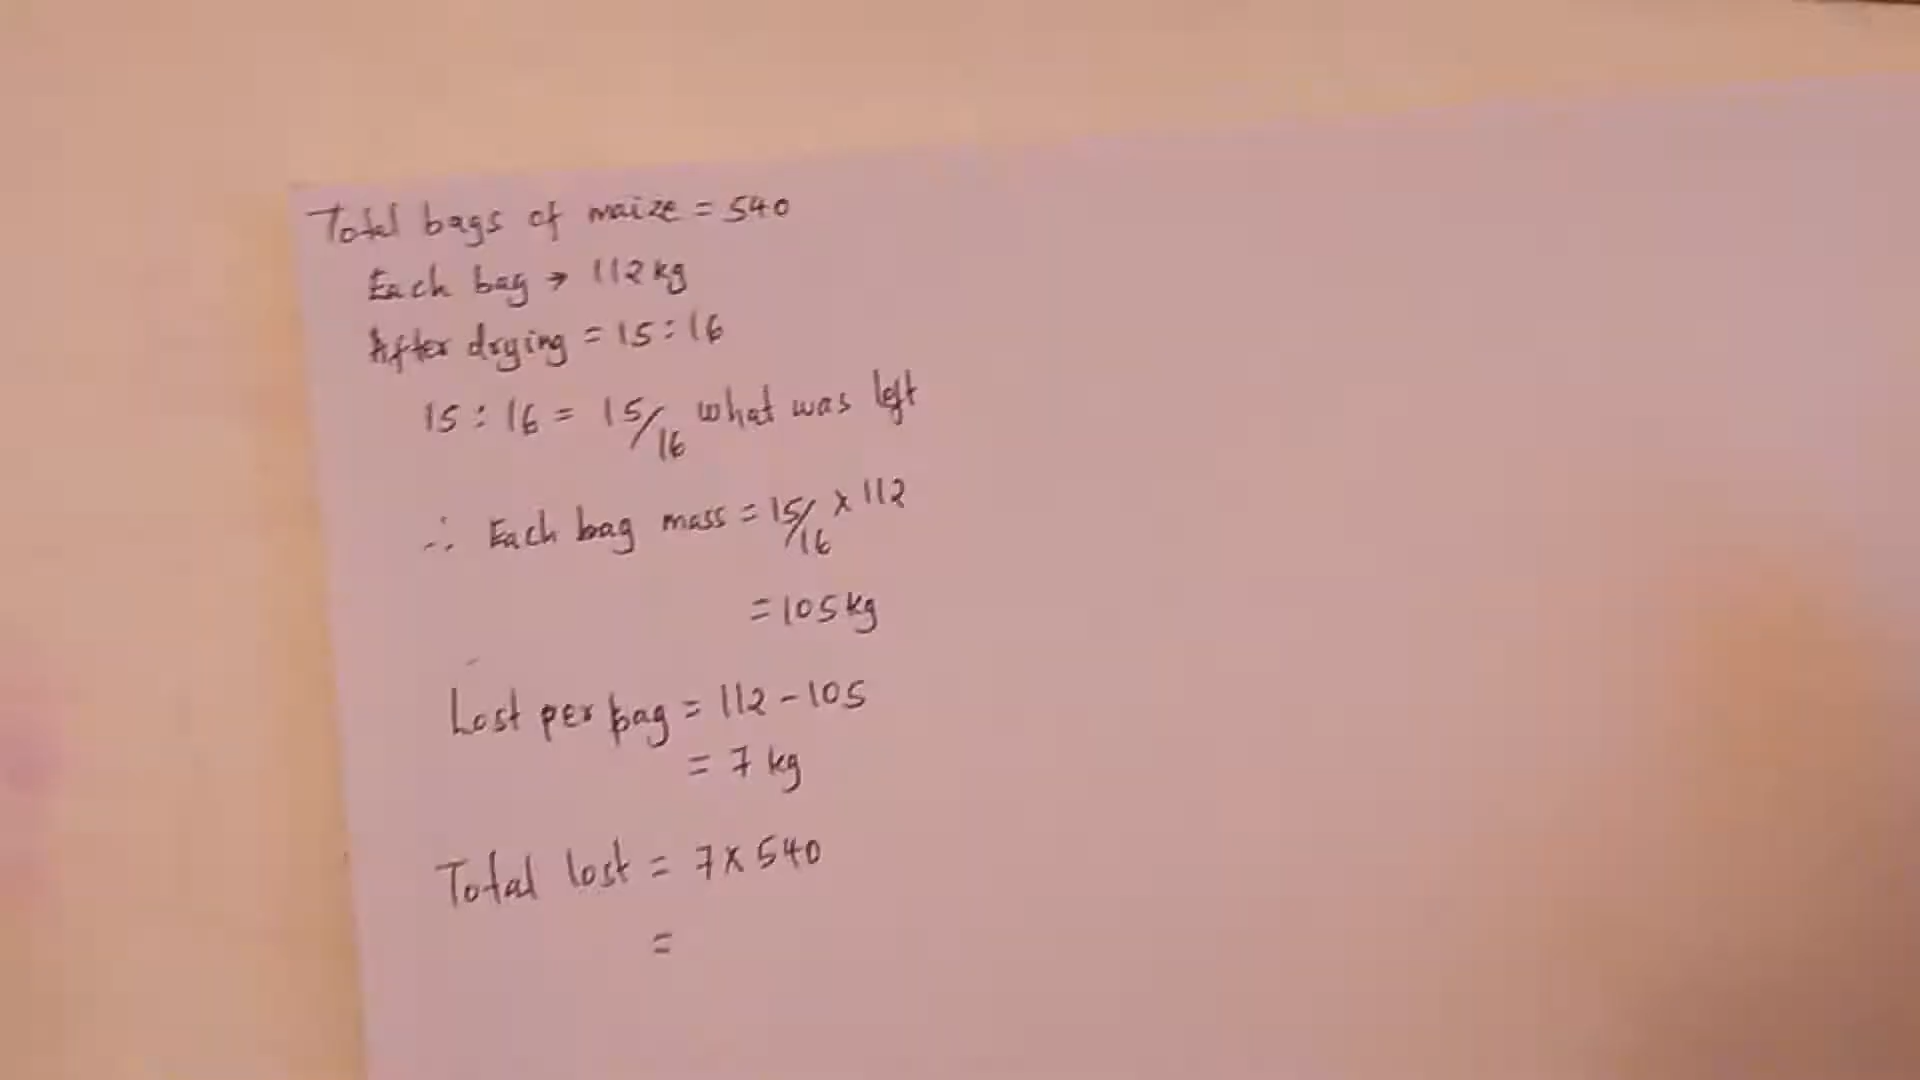 Total bags of maize = 540
Each bag → 112 kg
After drying = 15 : 16
15 : 16 = 15/16 what was left
∴ Each bag mass = 15/16 x 112
= 105 kg
Lost per bag = 112 - 105
= 7 kg
Total lost = 7 x 540
=